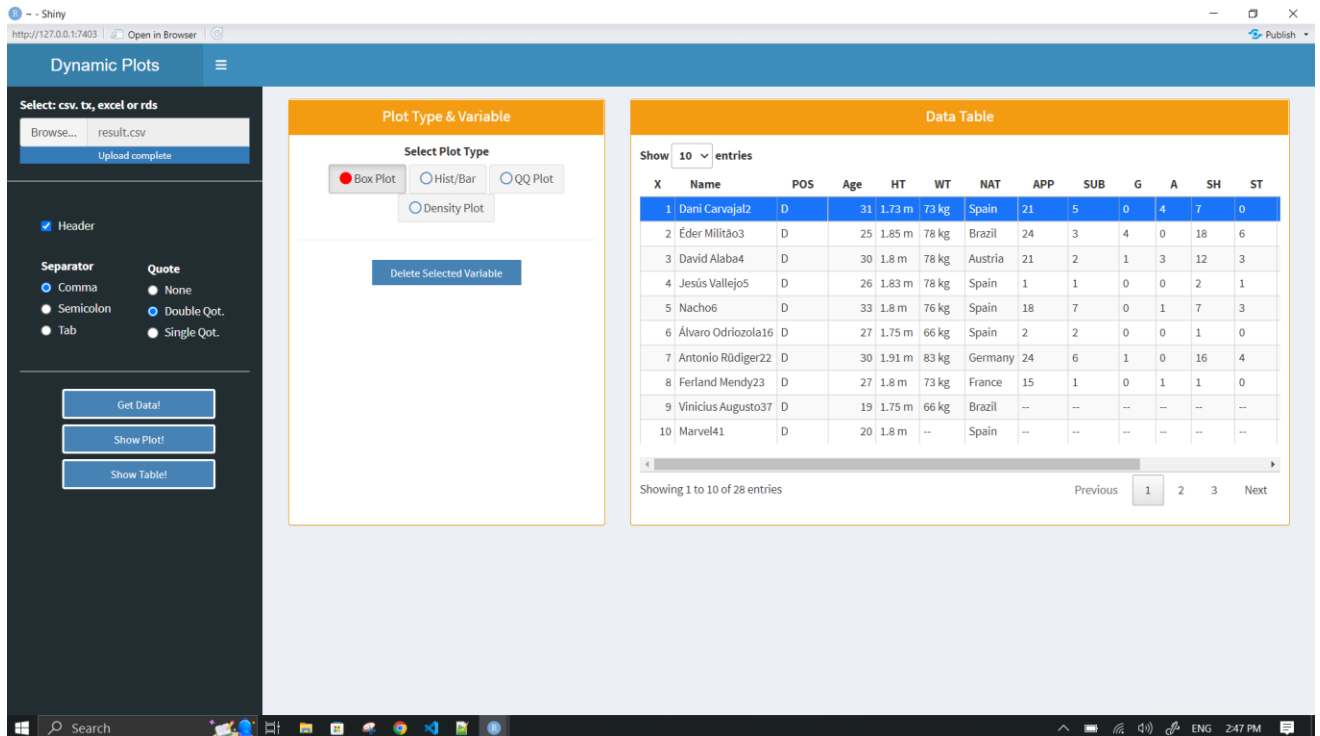 ~ - Shiny
http://127.0.0.1:7403 Open in Browser Publish
Dynamic Plots
Select: csv. tx, excel or rds
Browse... result.csv
Upload complete
Header
Separator Quote
Comma None
Semicolon Double Qot.
Tab Single Qot.
Get Data!
Show Plot!
Show Table!
Plot Type & Variable
Select Plot Type
Box Plot Hist/Bar QQ Plot
Density Plot
Delete Selected Variable
Data Table
Show 10 entries
X Name POS Age HT WT NAT APP SUB G A SH ST
1 Dani Carvajal2 D 31 1.73 m 73 kg Spain 21 5 0 4 7 0
2 Éder Militão3 D 25 1.85 m 78 kg Brazil 24 3 4 0 18 6
3 David Alaba4 D 30 1.8 m 78 kg Austria 21 2 1 3 12 3
4 Jesús Vallejo5 D 26 1.83 m 78 kg Spain 1 1 0 0 2 1
5 Nacho6 D 33 1.8 m 76 kg Spain 18 7 0 1 7 3
6 Álvaro Odriozola16 D 27 1.75 m 66 kg Spain 2 2 0 0 1 0
7 Antonio Rüdiger22 D 30 1.91 m 83 kg Germany 24 6 1 0 16 4
8 Ferland Mendy23 D 27 1.8 m 73 kg France 15 1 0 1 1 0
9 Vinicius Augusto37 D 19 1.75 m 66 kg Brazil -- -- -- -- -- --
10 Marvel41 D 20 1.8 m -- Spain -- -- -- -- -- --
Showing 1 to 10 of 28 entries
Previous 1 2 3 Next
Search
ENG 2:47 PM